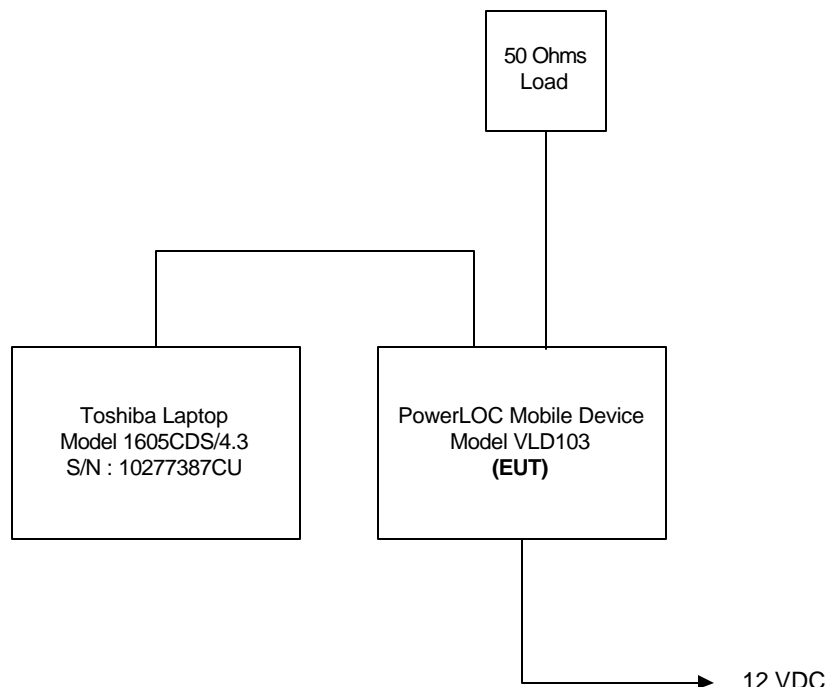 50 Ohms
Load
Toshiba Laptop
Model 1605CDS/4.3
S/N : 10277387CU
PowerLOC Mobile Device
Model VLD103
(EUT)
12 VDC